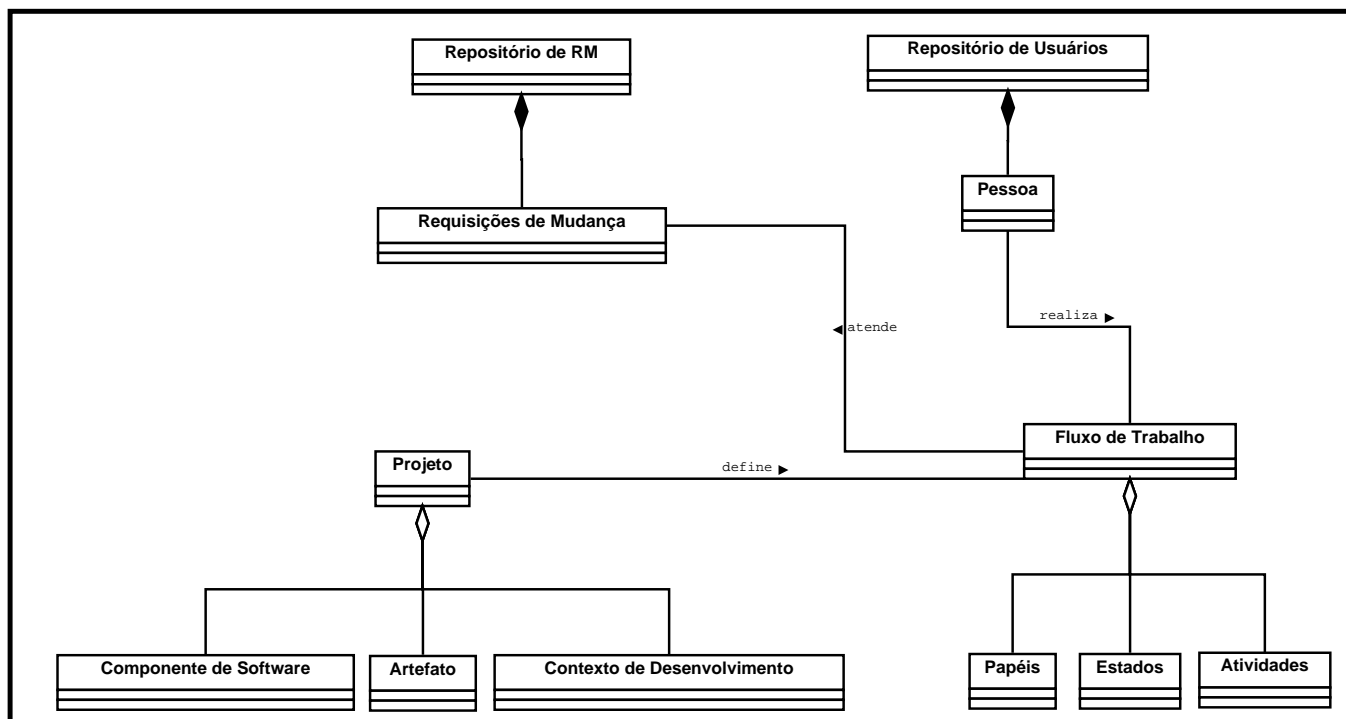 Repositório de RM
Repositório de Usuários
Pessoa
Requisições de Mudança
realiza
atende
Fluxo de Trabalho
Projeto
define
Componente de Software
Artefato
Contexto de Desenvolvimento
Papéis
Estados
Atividades